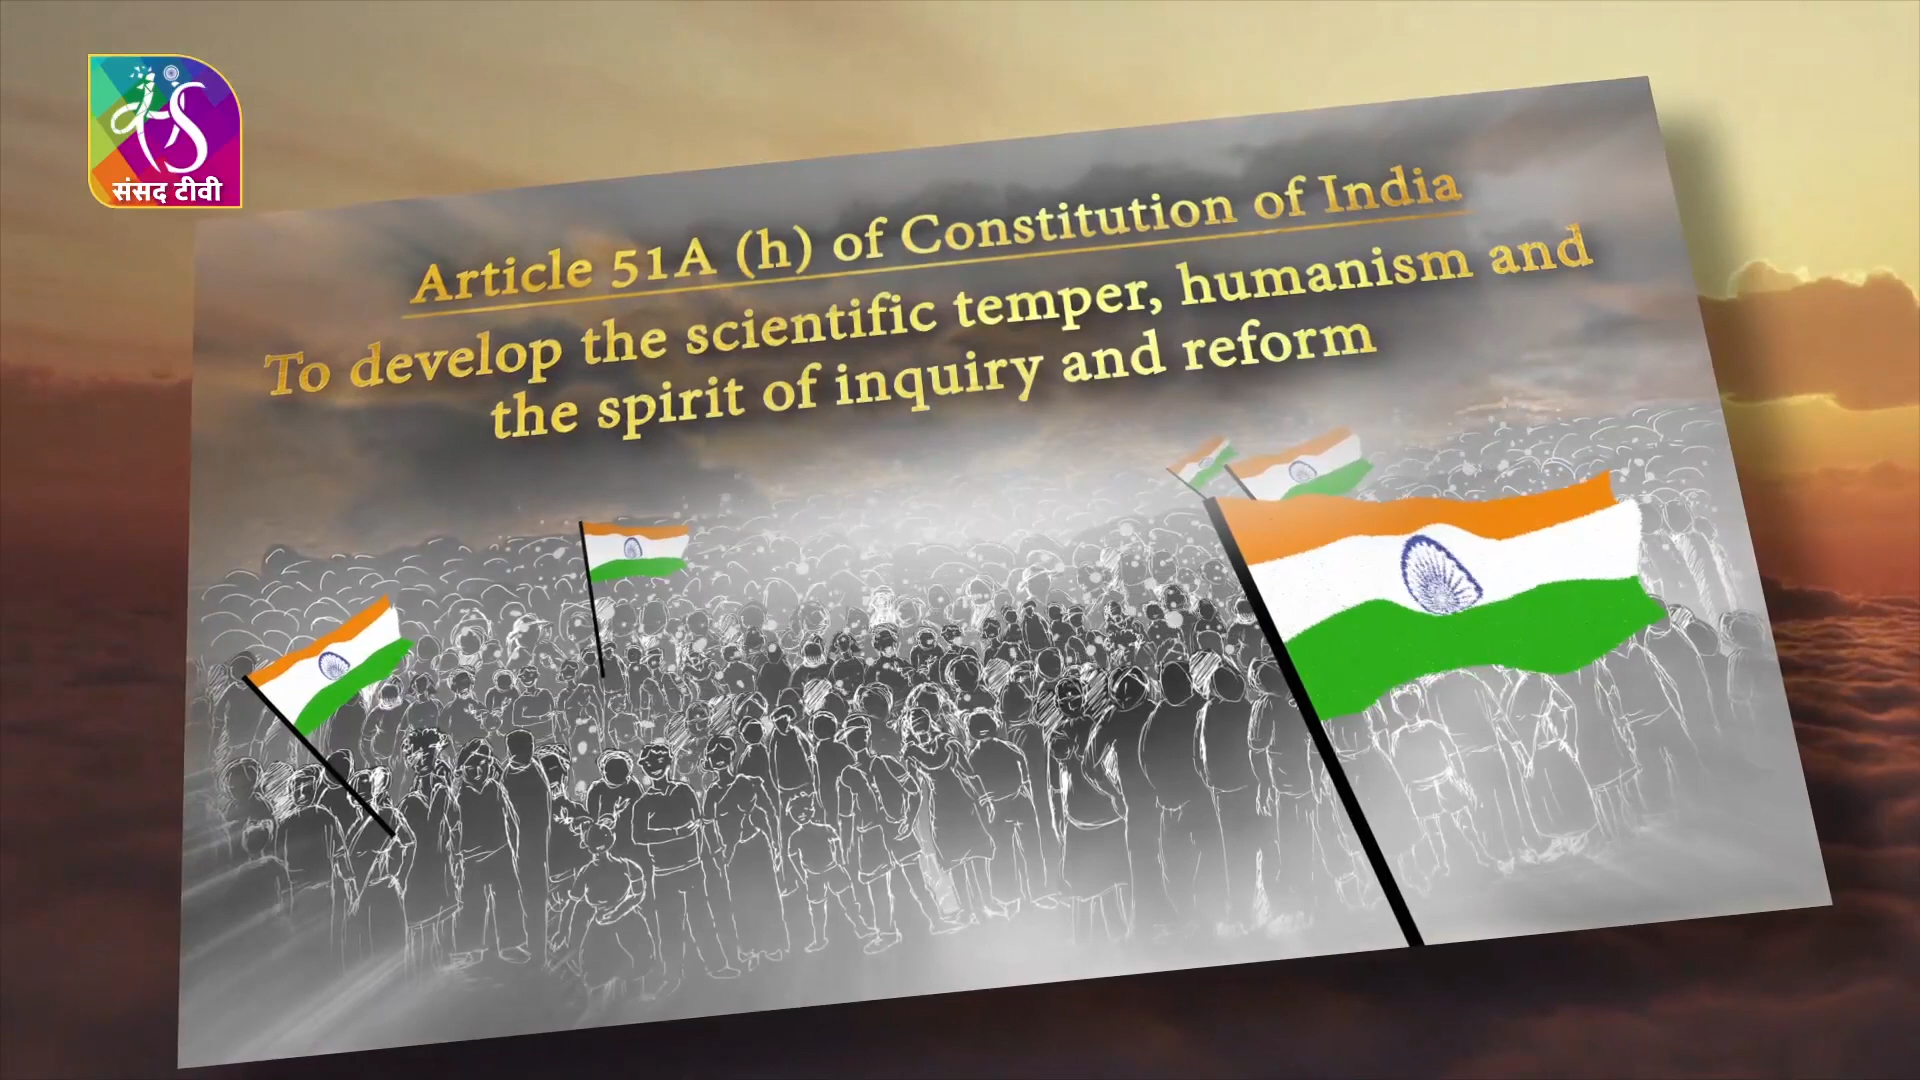 संसद टीवी
Article 51A (h) of Constitution of India
To develop the scientific temper, humanism and
the spirit of inquiry and reform